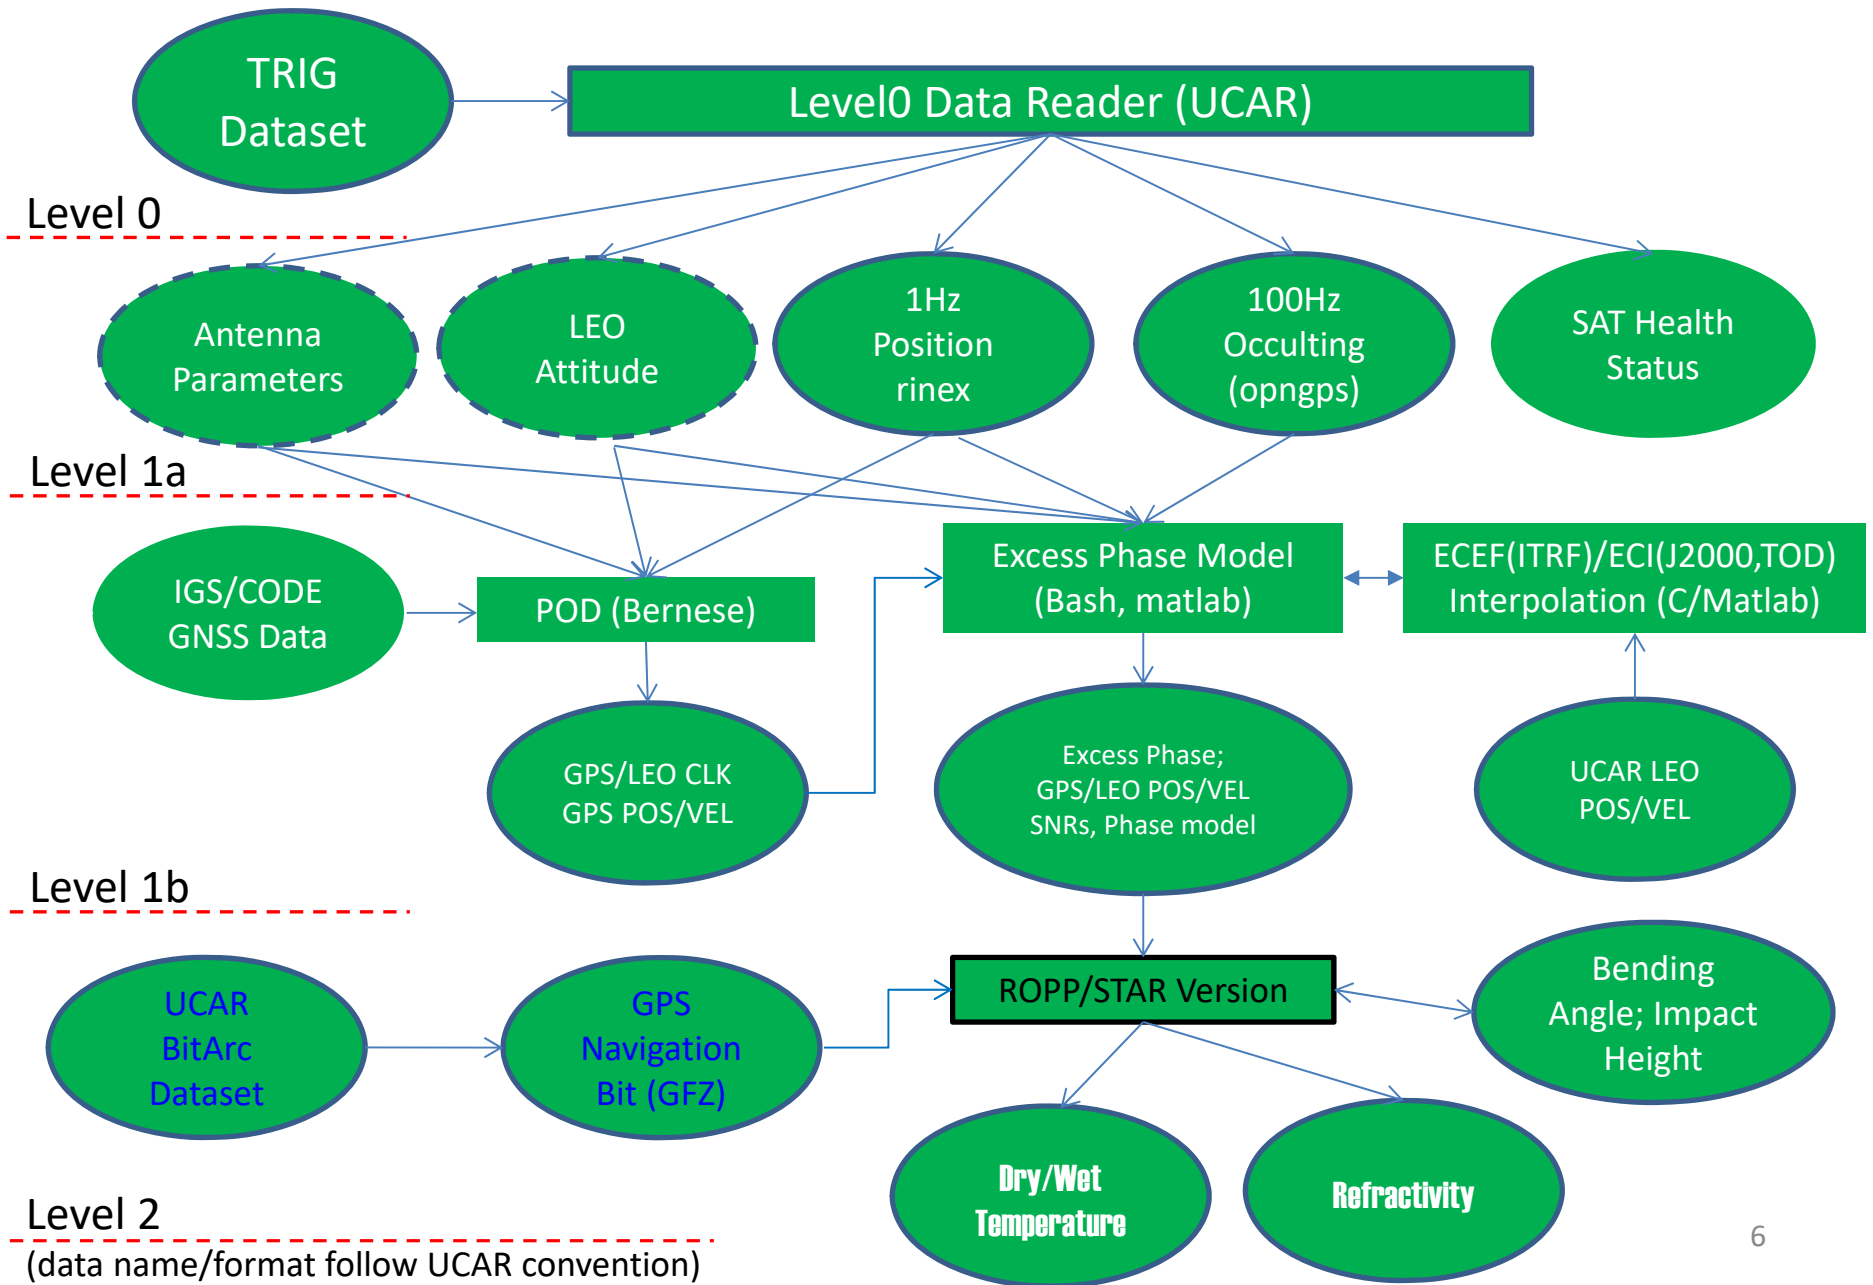 TRIG
Dataset
Level0 Data Reader (UCAR)
Level 0
Antenna
Parameters
LEO
Attitude
1Hz
Position
rinex
100Hz
Occulting
(opngps)
SAT Health
Status
Level 1a
IGS/CODE
GNSS Data
POD (Bernese)
Excess Phase Model
(Bash, matlab)
ECEF(ITRF)/ECI(J2000,TOD)
Interpolation (C/Matlab)
GPS/LEO CLK
GPS POS/VEL
Excess Phase;
GPS/LEO POS/VEL
SNRs, Phase model
UCAR LEO
POS/VEL
Level 1b
UCAR
BitArc
Dataset
GPS
Navigation
Bit (GFZ)
ROPP/STAR Version
Bending
Angle; Impact
Height
Dry/Wet
Temperature
Refractivity
Level 2
(data name/format follow UCAR convention)
6